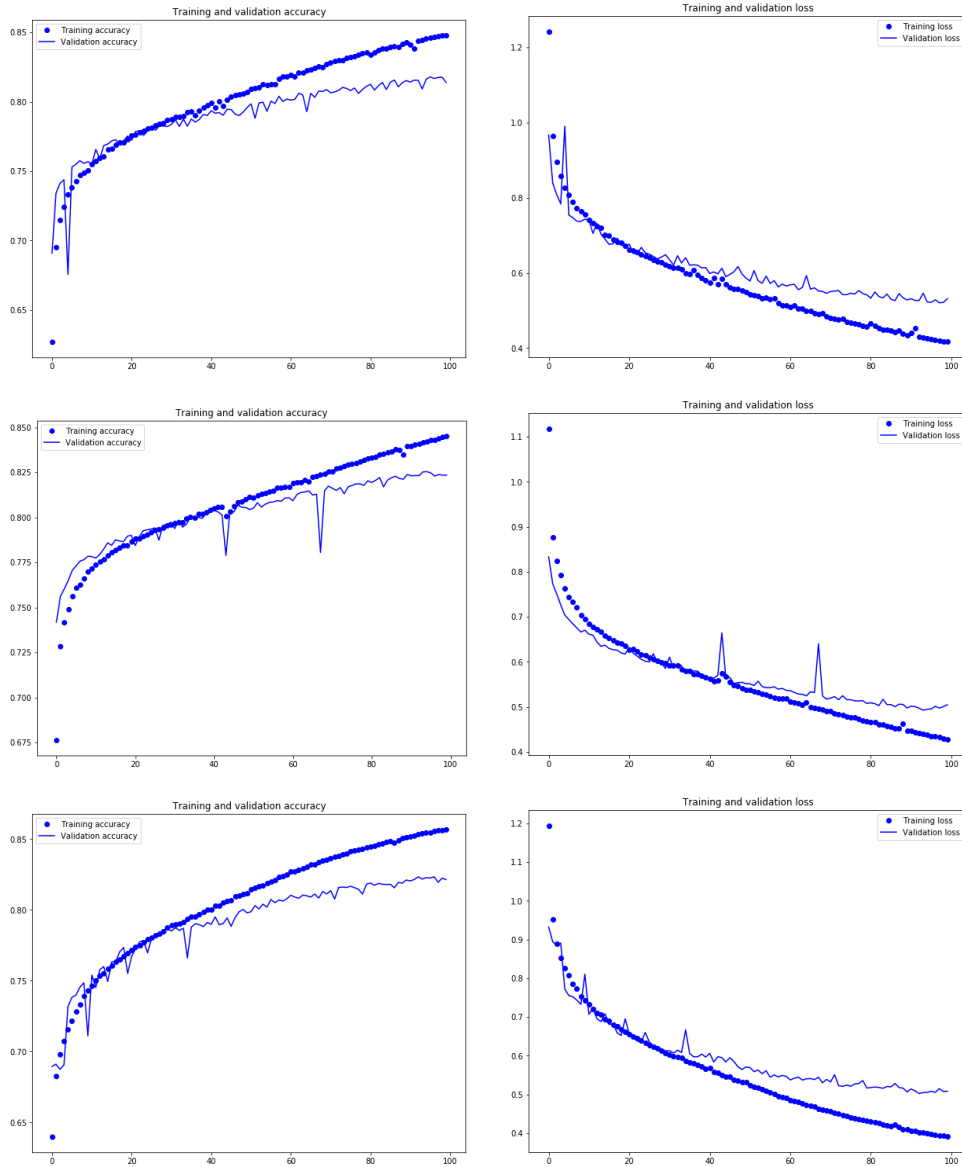 Training and validation accuracy
Training accuracy
Validation accuracy
0.85
0.80
0.75
0.70
0.65
0 20 40 60 80 100
Training and validation loss
Training loss
Validation loss
1.2
1.0
0.8
0.6
0.4
0 20 40 60 80 100
Training and validation accuracy
Training accuracy
Validation accuracy
0.850
0.825
0.800
0.775
0.750
0.725
0.700
0.675
0 20 40 60 80 100
Training and validation loss
Training loss
Validation loss
1.1
1.0
0.9
0.8
0.7
0.6
0.5
0.4
0 20 40 60 80 100
Training and validation accuracy
Training accuracy
Validation accuracy
0.85
0.80
0.75
0.70
0.65
0 20 40 60 80 100
Training and validation loss
Training loss
Validation loss
1.2
1.1
1.0
0.9
0.8
0.7
0.6
0.5
0.4
0 20 40 60 80 100